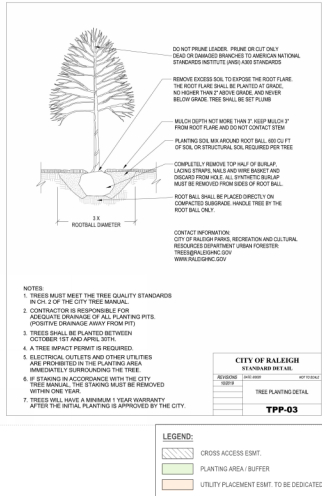 DO NOT PRUNE LEADER. PRUNE OR CUT ONLY
DEAD OR DAMAGED BRANCHES TO AMERICAN NATIONAL
STANDARDS INSTITUTE (ANSI) A300 STANDARDS
REMOVE EXCESS SOIL TO EXPOSE THE ROOT FLARE.
THE ROOT FLARE SHALL BE PLANTED AT GRADE,
NO HIGHER THAN 2" ABOVE GRADE, AND NEVER
BELOW GRADE. TREE SHALL BE SET PLUMB
MULCH DEPTH NOT MORE THAN 3". KEEP MULCH 3"
FROM ROOT FLARE AND DO NOT CONTACT STEM
PLANTING SOIL MIX AROUND ROOT BALL. 600 CU FT
OF SOIL OR STRUCTURAL SOIL REQUIRED PER TREE
COMPLETELY REMOVE TOP HALF OF BURLAP,
LACING STRAPS, NAILS AND WIRE BASKET AND
DISCARD FROM HOLE. ALL SYNTHETIC BURLAP
MUST BE REMOVED FROM SIDES OF ROOT BALL.
ROOT BALL SHALL BE PLACED DIRECTLY ON
COMPACTED SUBGRADE. HANDLE TREE BY THE
ROOT BALL ONLY.
3 X
ROOTBALL DIAMETER
CONTACT INFORMATION:
CITY OF RALEIGH PARKS, RECREATION AND CULTURAL
RESOURCES DEPARTMENT URBAN FORESTER
TREES@RALEIGHNC.GOV
WWW.RALEIGHNC.GOV
NOTES:
1. TREES MUST MEET THE TREE QUALITY STANDARDS
IN CH. 2 OF THE CITY TREE MANUAL.
2. CONTRACTOR IS RESPONSIBLE FOR
ADEQUATE DRAINAGE OF ALL PLANTING PITS.
(POSITIVE DRAINAGE AWAY FROM PIT)
3. TREES SHALL BE PLANTED BETWEEN
OCTOBER 1ST AND APRIL 30TH.
4. A TREE IMPACT PERMIT IS REQUIRED.
5. ELECTRICAL OUTLETS AND OTHER UTILITIES
ARE PROHIBITED IN THE PLANTING AREA
IMMEDIATELY SURROUNDING THE TREE.
6. IF STAKING IN ACCORDANCE WITH THE CITY
TREE MANUAL, THE STAKING MUST BE REMOVED
WITHIN ONE YEAR.
7. TREES WILL HAVE A MINIMUM 1 YEAR WARRANTY
AFTER THE INITIAL PLANTING IS APPROVED BY THE CITY.
CITY OF RALEIGH
STANDARD DETAIL
REVISIONS
NOT TO SCALE
TREE PLANTING DETAIL
TPP-03
LEGEND:
CROSS ACCESS ESMT.
PLANTING AREA / BUFFER
UTILITY PLACEMENT ESMT. TO BE DEDICATED